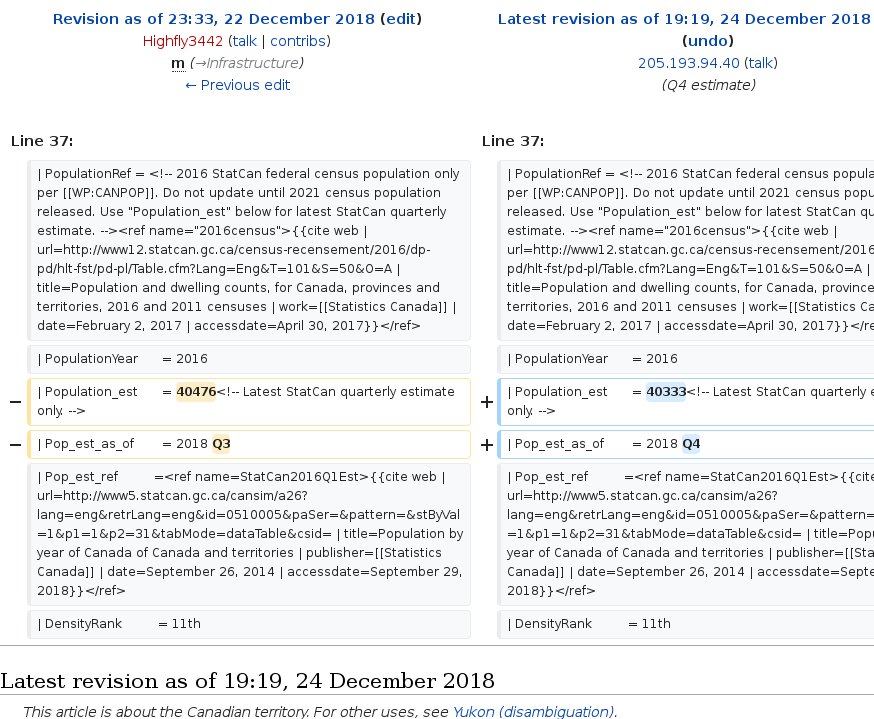 Revision as of 23:33, 22 December 2018 (edit)
Highfly3442 (talk | contribs)
m (→Infrastructure)
← Previous edit
Latest revision as of 19:19, 24 December 2018
(undo)
205.193.94.40 (talk)
(Q4 estimate)
Line 37:
| PopulationRef = <!-- 2016 StatCan federal census population only
per [[WP:CANPOP]]. Do not update until 2021 census population
released. Use "Population_est" below for latest StatCan quarterly
estimate. --><ref name="2016census">{{cite web |
url=http://www12.statcan.gc.ca/census-recensement/2016/dp-
pd/hlt-fst/pd-pl/Table.cfm?Lang=Eng&T=101&S=50&O=A |
title=Population and dwelling counts, for Canada, provinces and
territories, 2016 and 2011 censuses | work=[[Statistics Canada]] |
date=February 2, 2017 | accessdate=April 30, 2017}}</ref>
| PopulationYear = 2016
− | Population_est = 40476<!-- Latest StatCan quarterly estimate
only. -->
− | Pop_est_as_of = 2018 Q3
| Pop_est_ref =<ref name=StatCan2016Q1Est>{{cite web |
url=http://www5.statcan.gc.ca/cansim/a26?
lang=eng&retrLang=eng&id=0510005&paSer=&pattern=&stByVal
=1&p1=1&p2=31&tabMode=dataTable&csid= | title=Population by
year of Canada of Canada and territories | publisher=[[Statistics
Canada]] | date=September 26, 2014 | accessdate=September 29,
2018}}</ref>
| DensityRank = 11th
Line 37:
| PopulationRef = <!-- 2016 StatCan federal census popula
per [[WP:CANPOP]]. Do not update until 2021 census popu
released. Use "Population_est" below for latest StatCan qu
estimate. --><ref name="2016census">{{cite web |
url=http://www12.statcan.gc.ca/census-recensement/2016
pd/hlt-fst/pd-pl/Table.cfm?Lang=Eng&T=101&S=50&O=A |
title=Population and dwelling counts, for Canada, province
territories, 2016 and 2011 censuses | work=[[Statistics Ca
date=February 2, 2017 | accessdate=April 30, 2017}}</re
| PopulationYear = 2016
+ | Population_est = 40333<!-- Latest StatCan quarterly e
only. -->
+ | Pop_est_as_of = 2018 Q4
| Pop_est_ref =<ref name=StatCan2016Q1Est>{{cite
url=http://www5.statcan.gc.ca/cansim/a26?
lang=eng&retrLang=eng&id=0510005&paSer=&pattern=
=1&p1=1&p2=31&tabMode=dataTable&csid= | title=Popu
year of Canada of Canada and territories | publisher=[[Sta
Canada]] | date=September 26, 2014 | accessdate=Septe
2018}}</ref>
| DensityRank = 11th
Latest revision as of 19:19, 24 December 2018
This article is about the Canadian territory. For other uses, see Yukon (disambiguation).